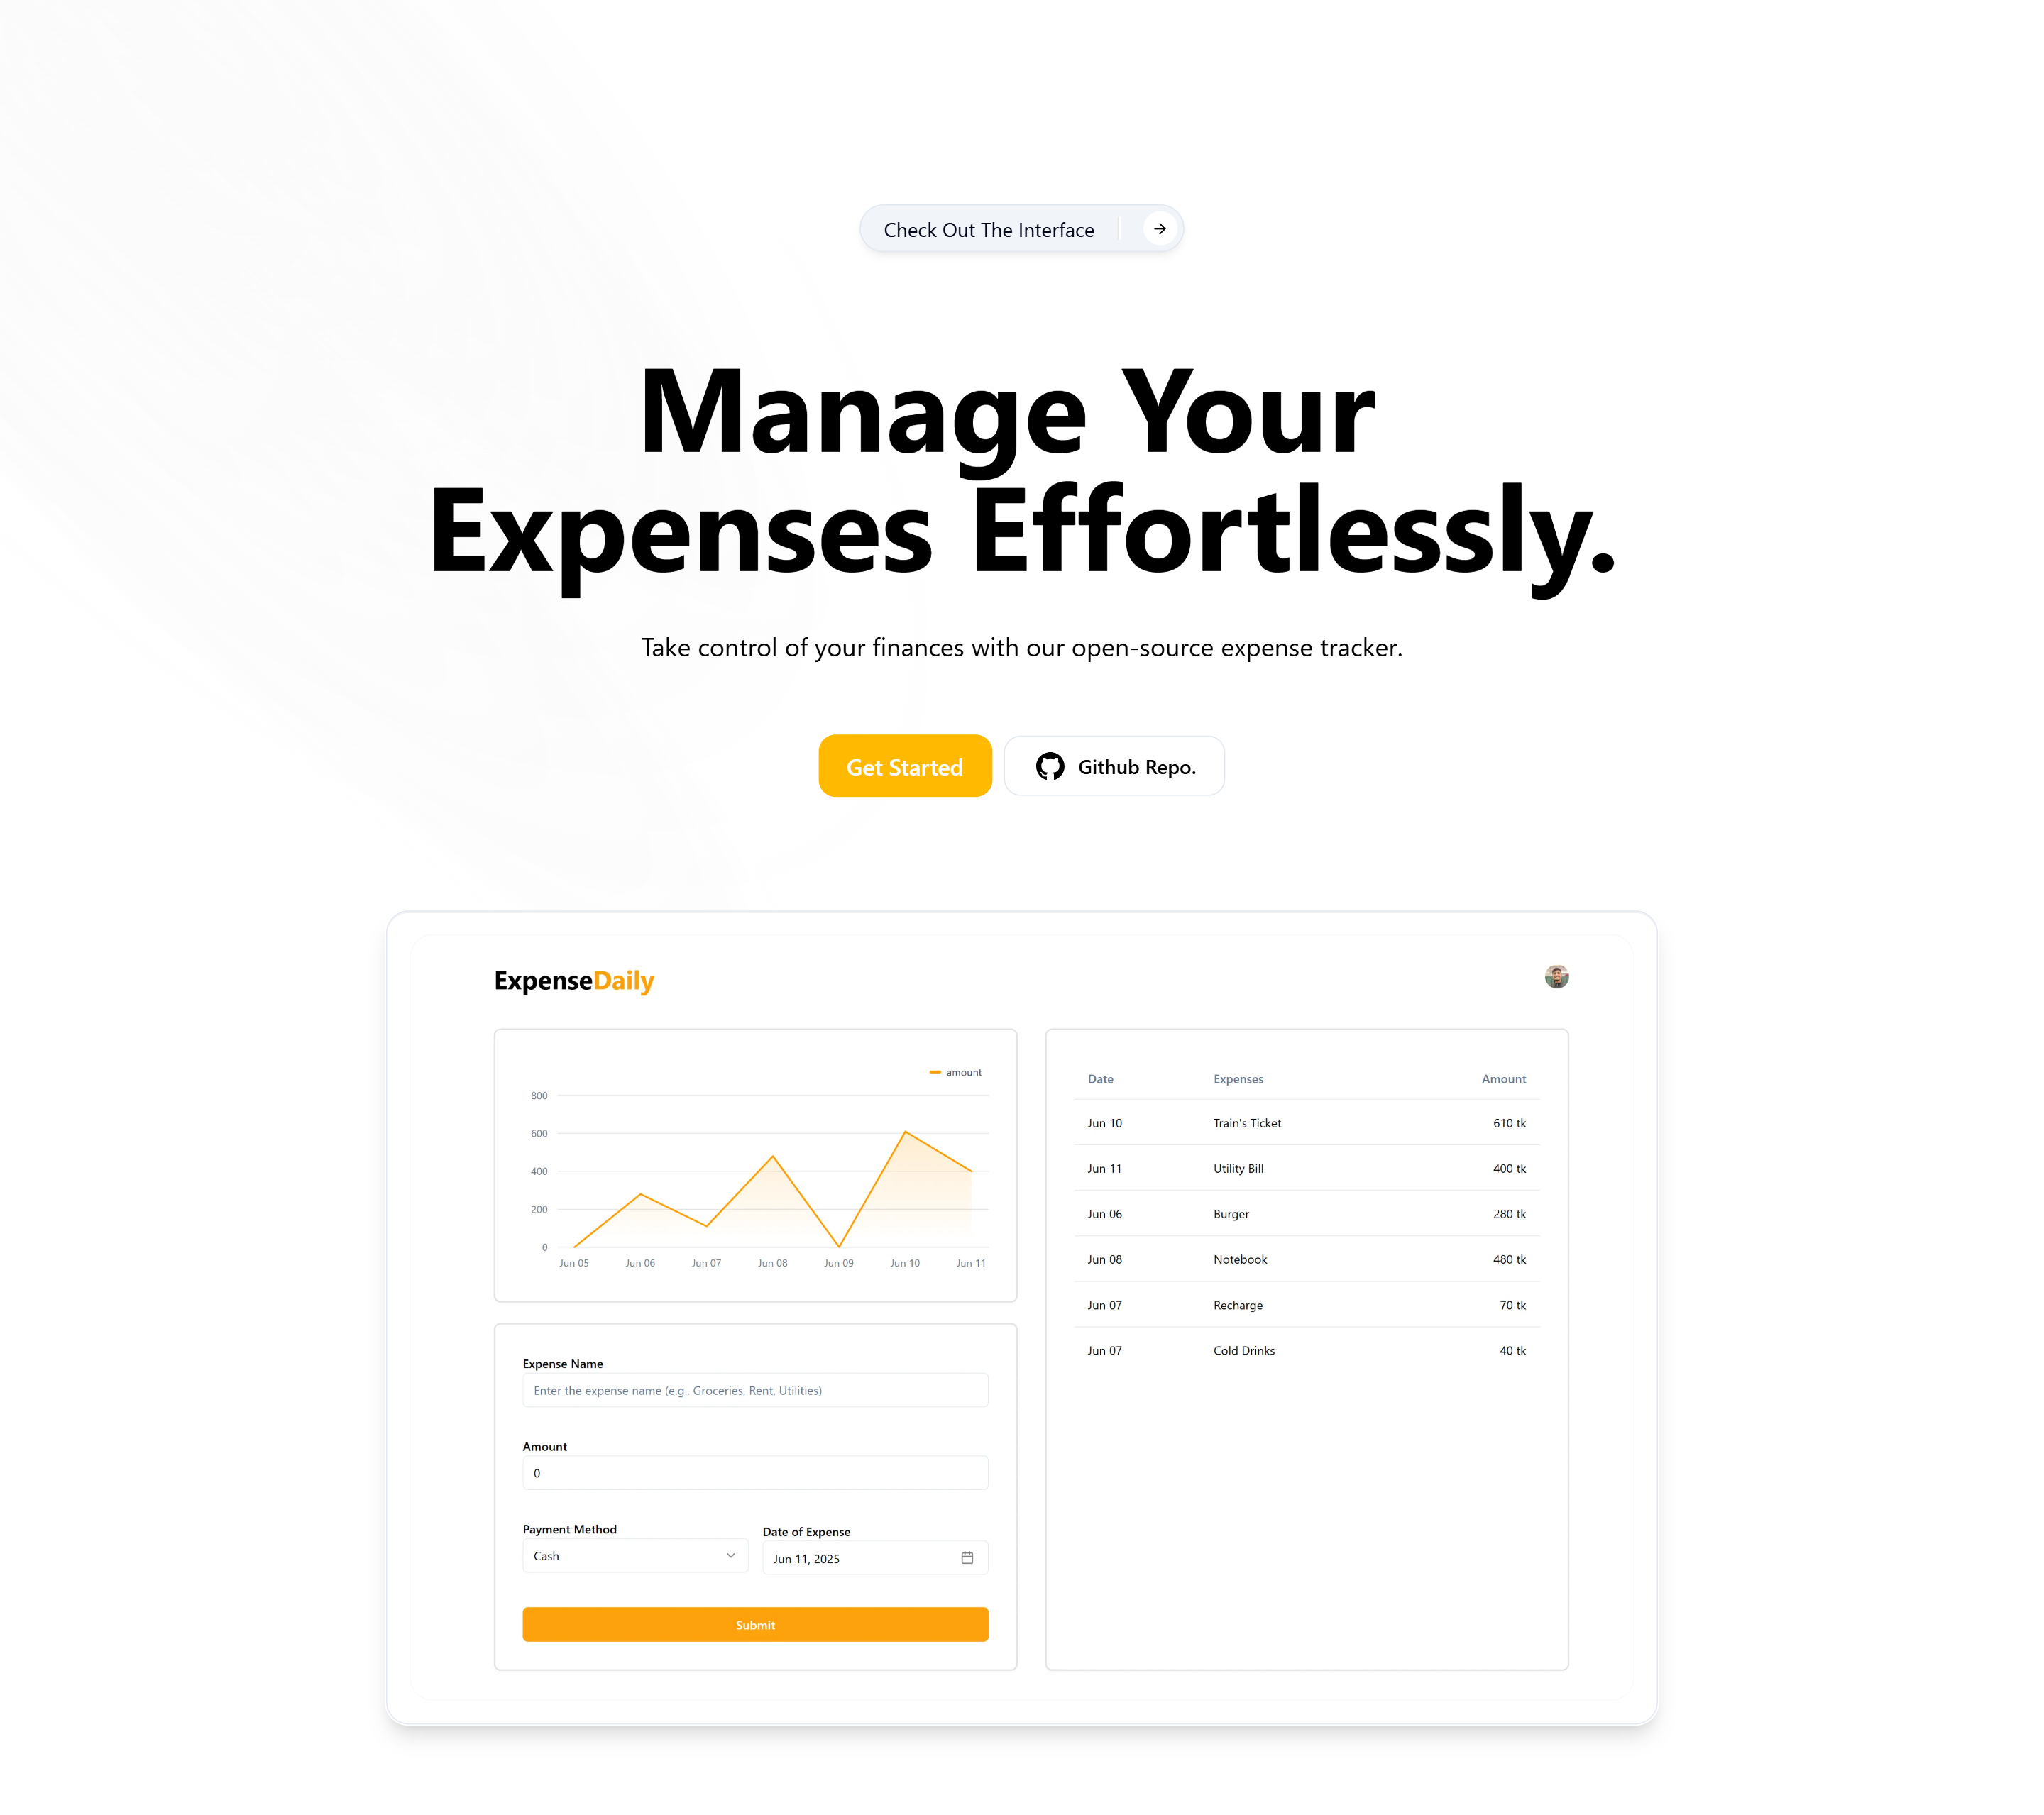 Check Out The Interface
Manage Your
Expenses Effortlessly.
Take control of your finances with our open-source expense tracker.
Get Started
Github Repo.
ExpenseDaily
amount
800
600
400
200
0
Jun 05 Jun 06 Jun 07 Jun 08 Jun 09 Jun 10 Jun 11
Expense Name
Enter the expense name (e.g., Groceries, Rent, Utilities)
Amount
0
Payment Method
Cash
Date of Expense
Jun 11, 2025
Submit
Date Expenses Amount
Jun 10 Train's Ticket 610 tk
Jun 11 Utility Bill 400 tk
Jun 06 Burger 280 tk
Jun 08 Notebook 480 tk
Jun 07 Recharge 70 tk
Jun 07 Cold Drinks 40 tk